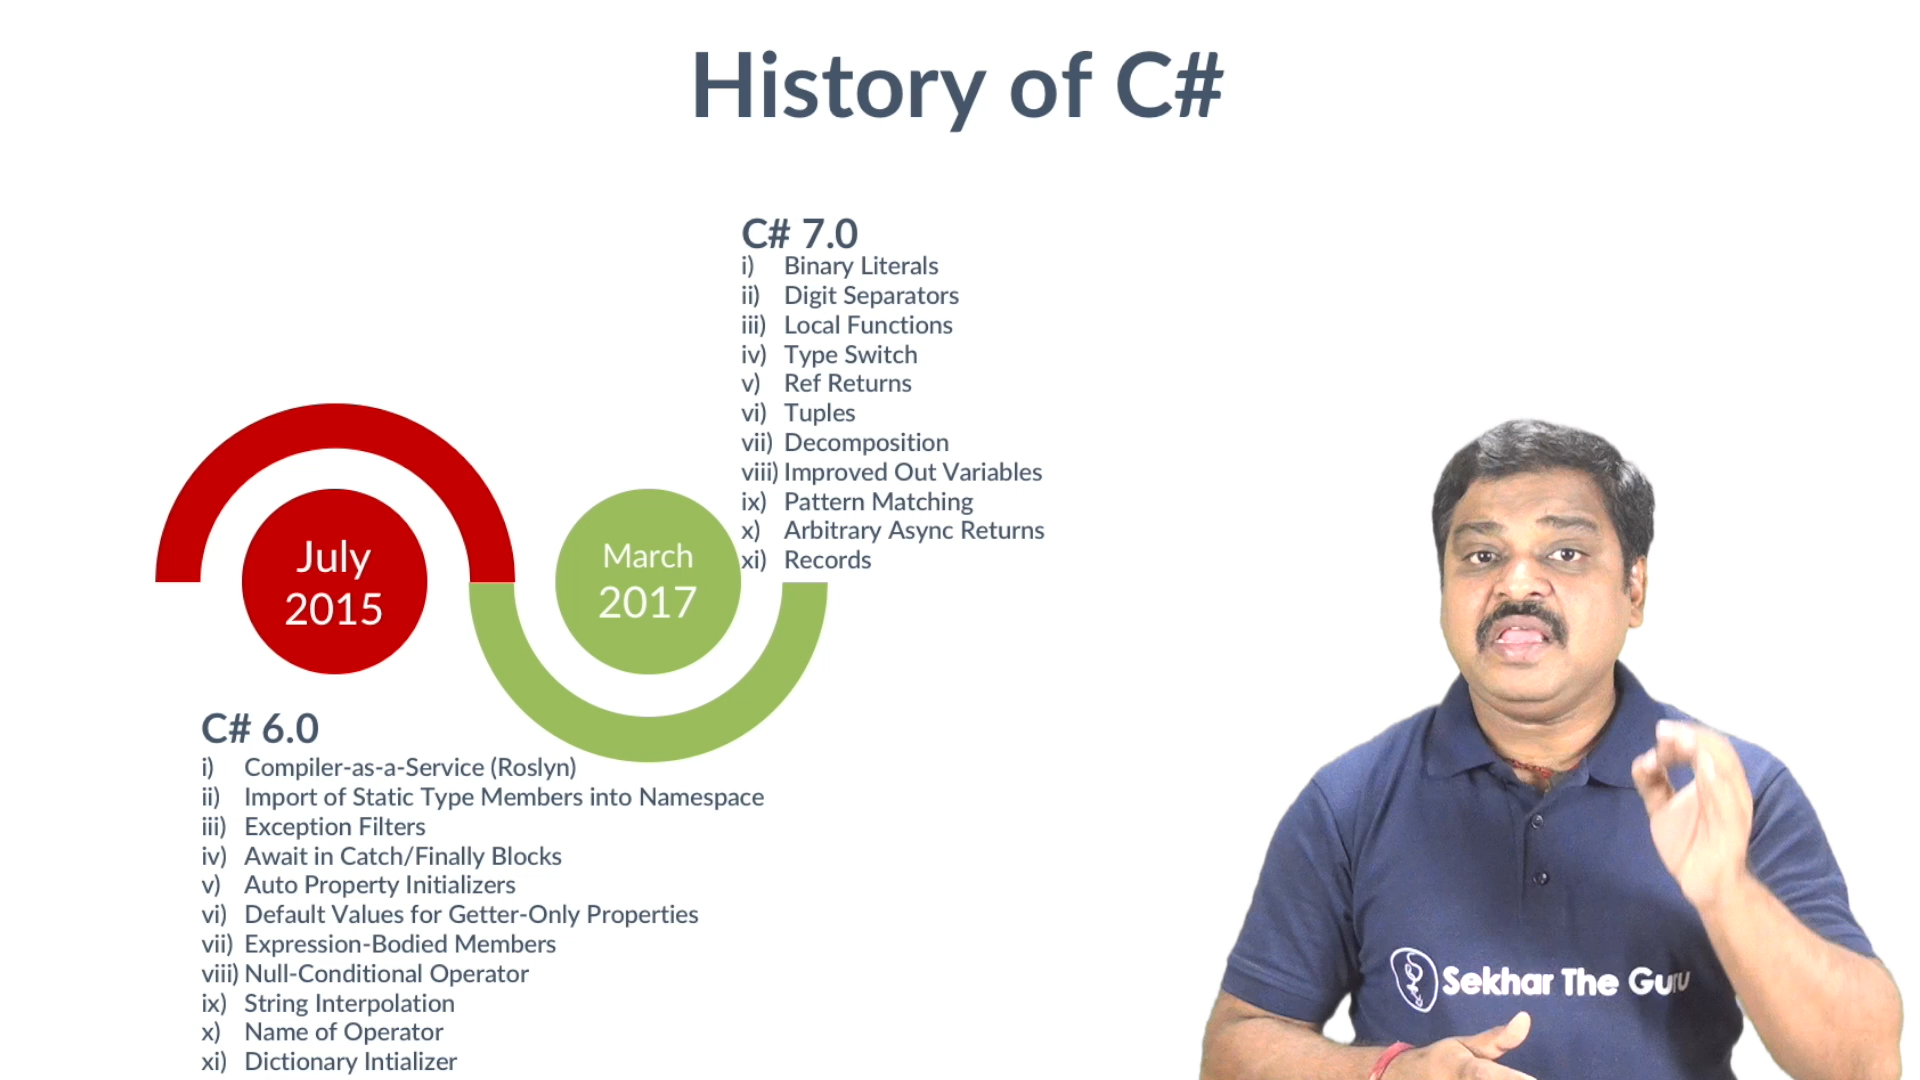 History of C#
C# 7.0
i) Binary Literals
ii) Digit Separators
iii) Local Functions
iv) Type Switch
v) Ref Returns
vi) Tuples
vii) Decomposition
viii) Improved Out Variables
ix) Pattern Matching
x) Arbitrary Async Returns
xi) Records
July
2015
March
2017
C# 6.0
i) Compiler-as-a-Service (Roslyn)
ii) Import of Static Type Members into Namespace
iii) Exception Filters
iv) Await in Catch/Finally Blocks
v) Auto Property Initializers
vi) Default Values for Getter-Only Properties
vii) Expression-Bodied Members
viii) Null-Conditional Operator
ix) String Interpolation
x) Name of Operator
xi) Dictionary Intializer
Sekhar The Guru